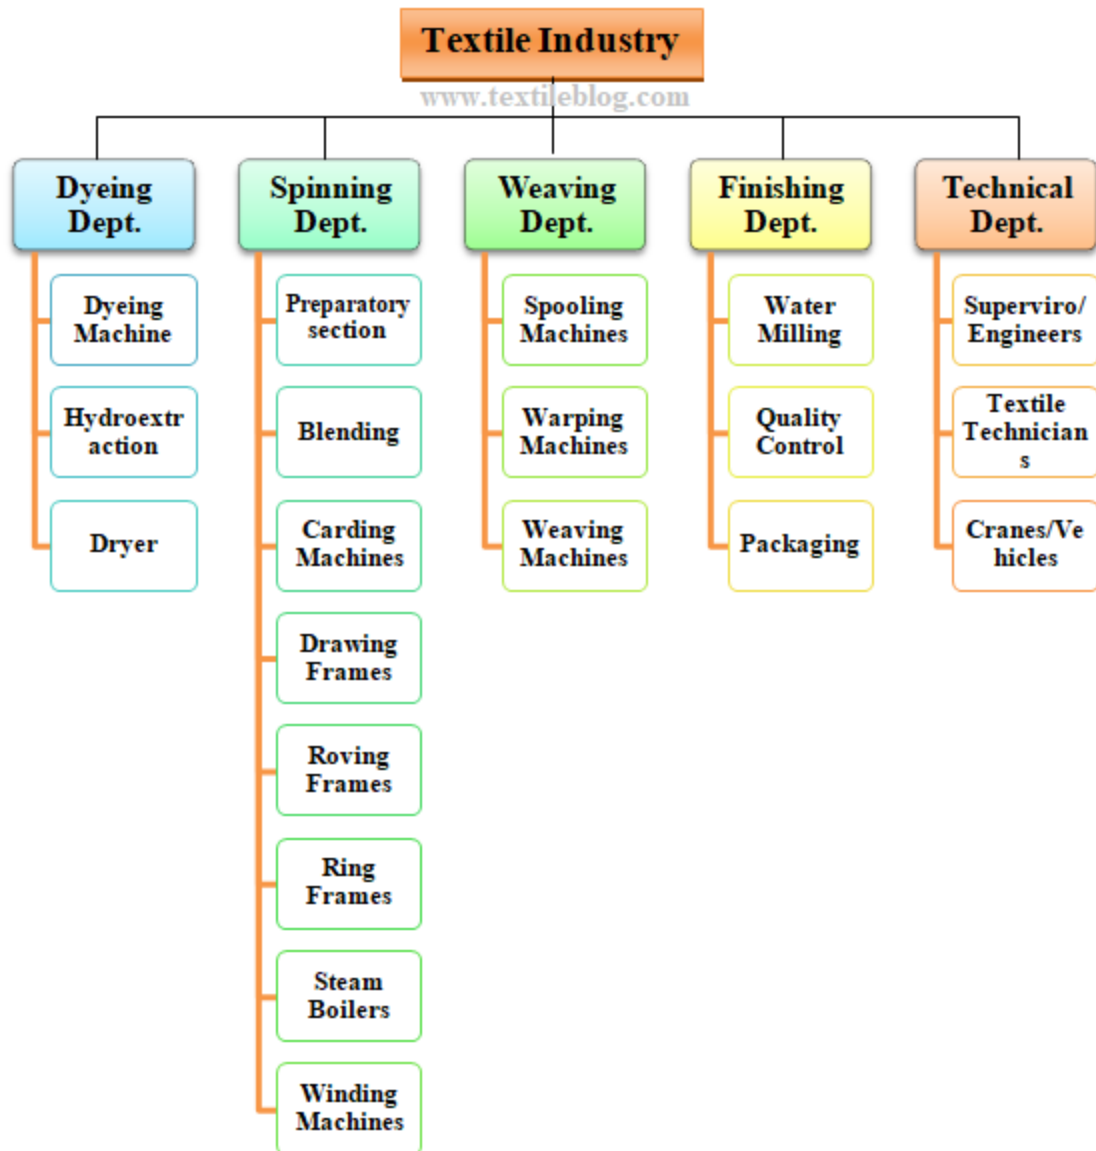 Textile Industry
www.textileblog.com
Dyeing
Dept.
Dyeing
Machine
Hydroextr
action
Dryer
Spinning
Dept.
Preparatory
section
Blending
Carding
Machines
Drawing
Frames
Roving
Frames
Ring
Frames
Steam
Boilers
Winding
Machines
Weaving
Dept.
Spooling
Machines
Warping
Machines
Weaving
Machines
Finishing
Dept.
Water
Milling
Quality
Control
Packaging
Technical
Dept.
Superviro/
Engineers
Textile
Technician
s
Cranes/Ve
hicles